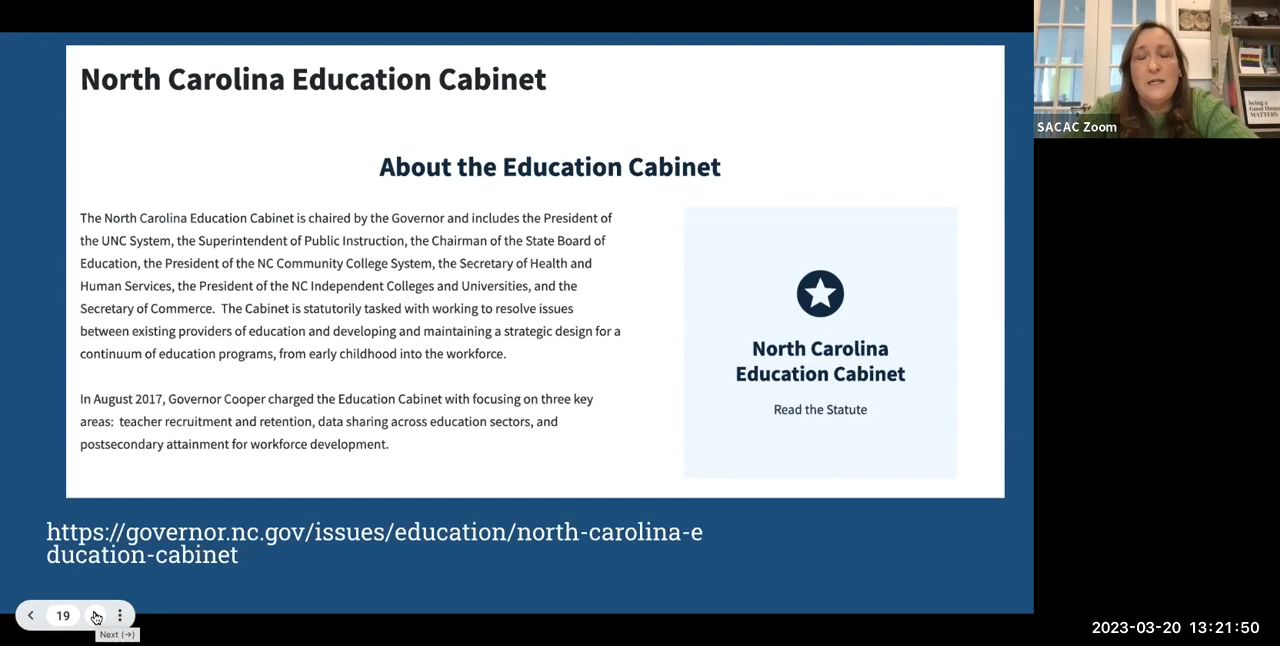 North Carolina Education Cabinet
About the Education Cabinet
The North Carolina Education Cabinet is chaired by the Governor and includes the President of
the UNC System, the Superintendent of Public Instruction, the Chairman of the State Board of
Education, the President of the NC Community College System, the Secretary of Health and
Human Services, the President of the NC Independent Colleges and Universities, and the
Secretary of Commerce.  The Cabinet is statutorily tasked with working to resolve issues
between existing providers of education and developing and maintaining a strategic design for a
continuum of education programs, from early childhood into the workforce.
In August 2017, Governor Cooper charged the Education Cabinet with focusing on three key
areas:  teacher recruitment and retention, data sharing across education sectors, and
postsecondary attainment for workforce development.
North Carolina
Education Cabinet
Read the Statute
https://governor.nc.gov/issues/education/north-carolina-e
ducation-cabinet
19
Next (→)
being a
Good Human
MATTERS
SACAC Zoom
2023-03-20 13:21:50